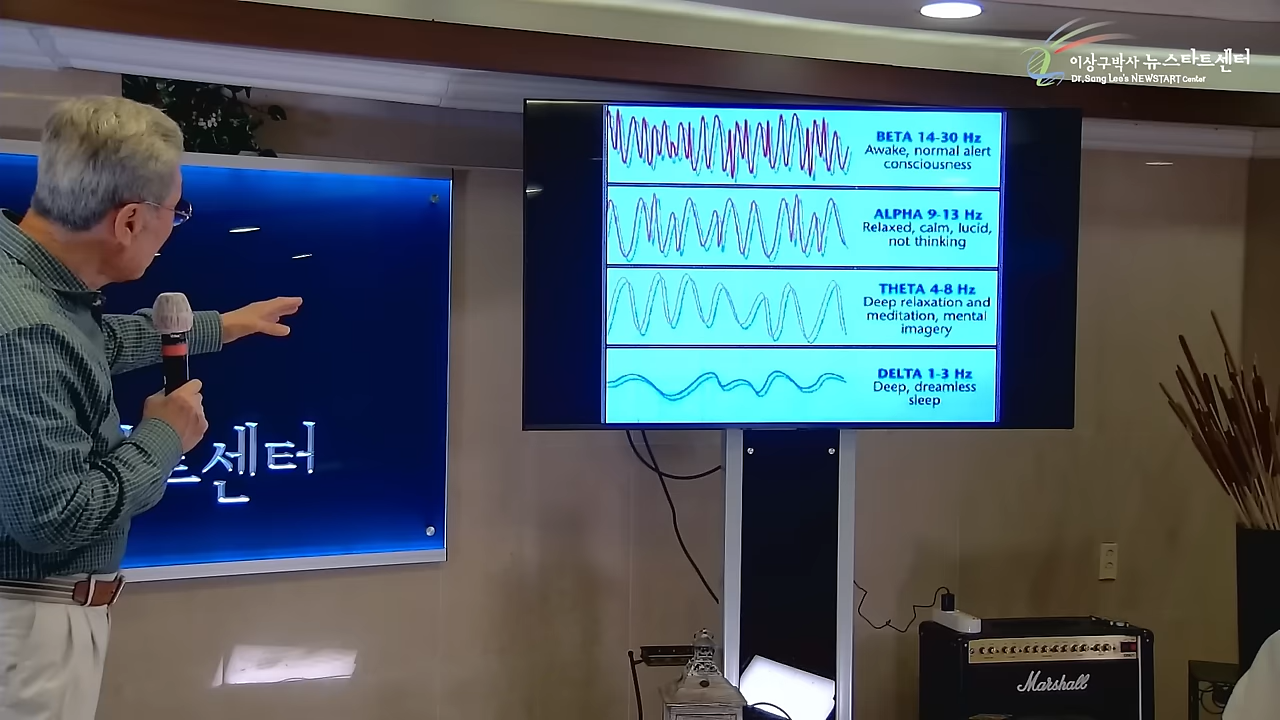 이상구박사 뉴스타트센터
Dr.Sang Lee's NEWSTART Center
BETA 14-30 Hz
Awake, normal alert
consciousness
ALPHA 9-13 Hz
Relaxed, calm, lucid,
not thinking
THETA 4-8 Hz
Deep relaxation and
meditation, mental
imagery
DELTA 1-3 Hz
Deep, dreamless
sleep
트센터
Marshall